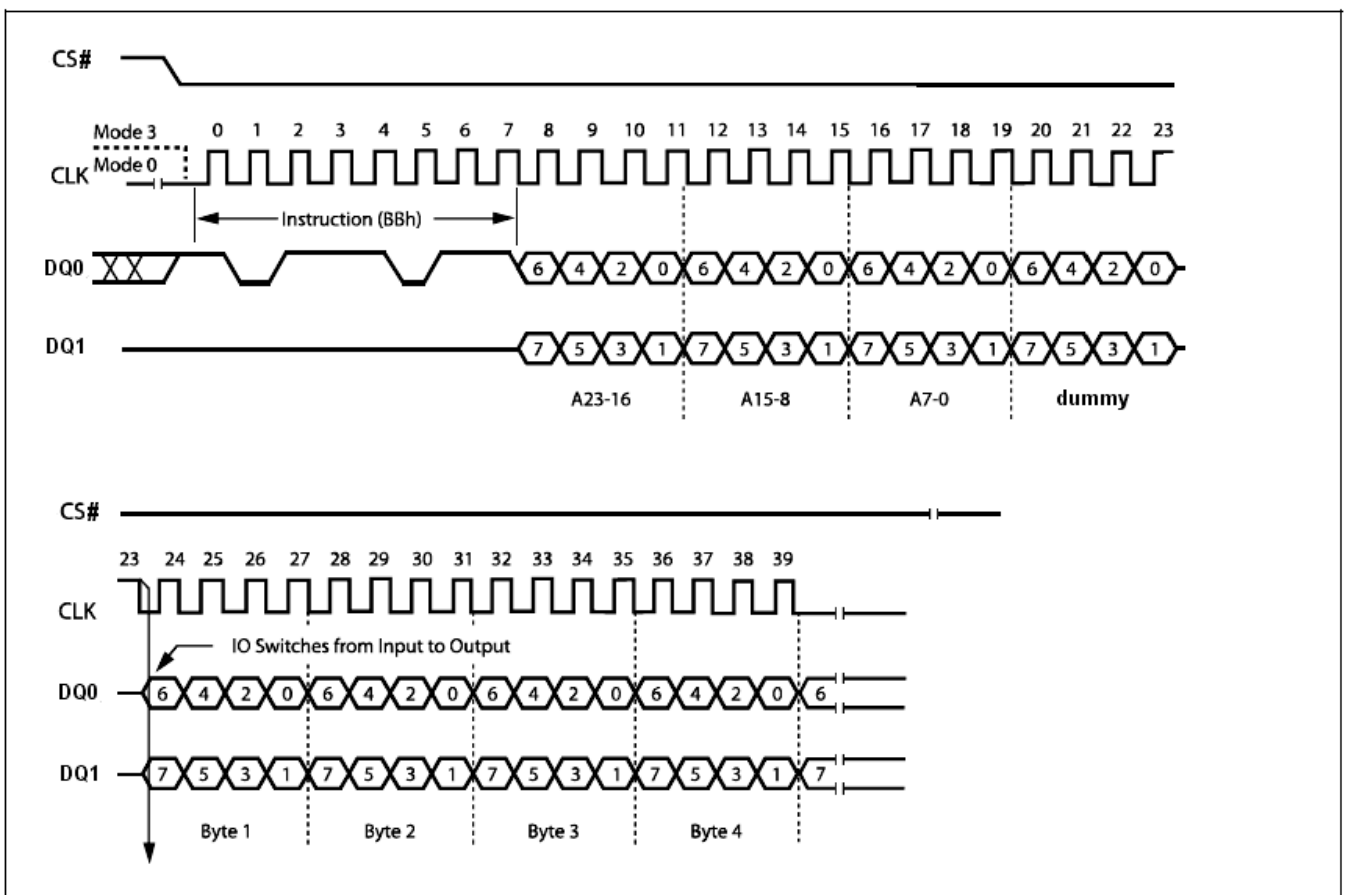 CS#
Mode 3
0 1 2 3 4 5 6 7 8 9 10 11 12 13 14 15 16 17 18 19 20 21 22 23
Mode 0
CLK
Instruction (BBh)
DQ0 6 4 2 0 6 4 2 0 6 4 2 0 6 4 2 0
DQ1 7 5 3 1 7 5 3 1 7 5 3 1 7 5 3 1
A23-16 A15-8 A7-0 dummy
CS#
23 24 25 26 27 28 29 30 31 32 33 34 35 36 37 38 39
CLK
IO Switches from Input to Output
DQ0 6 4 2 0 6 4 2 0 6 4 2 0 6 4 2 0 6
DQ1 7 5 3 1 7 5 3 1 7 5 3 1 7 5 3 1 7
Byte 1 Byte 2 Byte 3 Byte 4